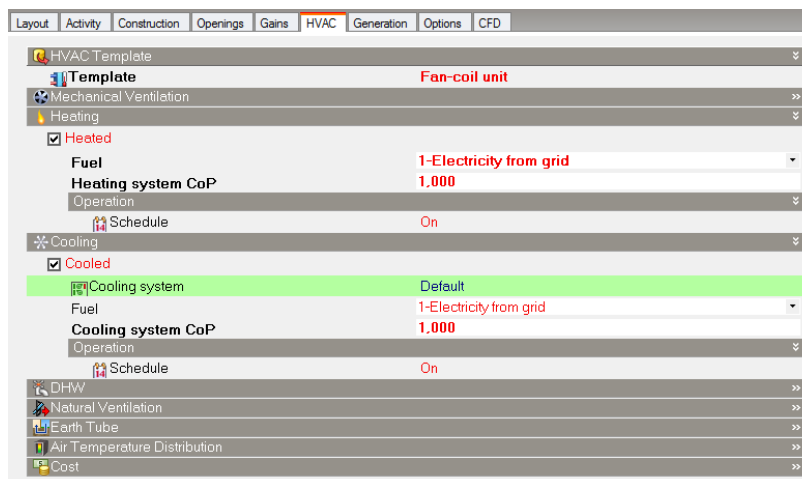 Layout Activity Construction Openings Gains HVAC Generation Options CFD
HVAC Template
Template Fan-coil unit
Mechanical Ventilation
Heating
Heated
Fuel 1-Electricity from grid
Heating system CoP 1,000
Operation
14 Schedule On
Cooling
Cooled
Cooling system Default
Fuel 1-Electricity from grid
Cooling system CoP 1,000
Operation
14 Schedule On
DHW
Natural Ventilation
Earth Tube
Air Temperature Distribution
Cost